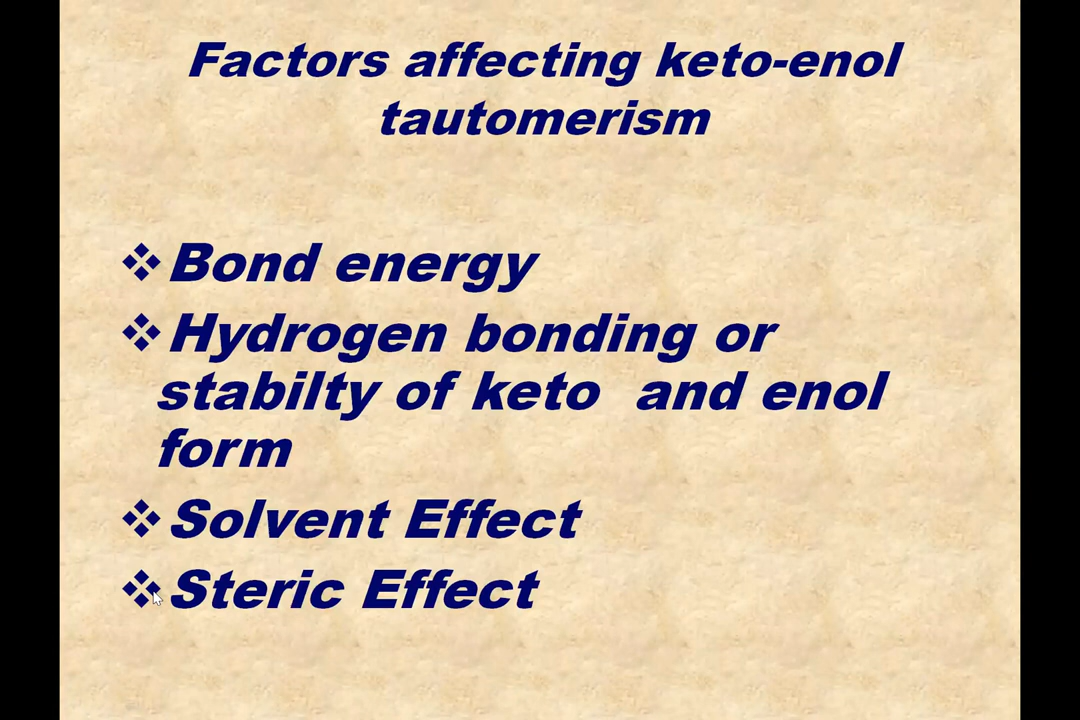 Factors affecting keto-enol
tautomerism
❖Bond energy
❖Hydrogen bonding or
stabilty of keto and enol
form
❖Solvent Effect
❖Steric Effect